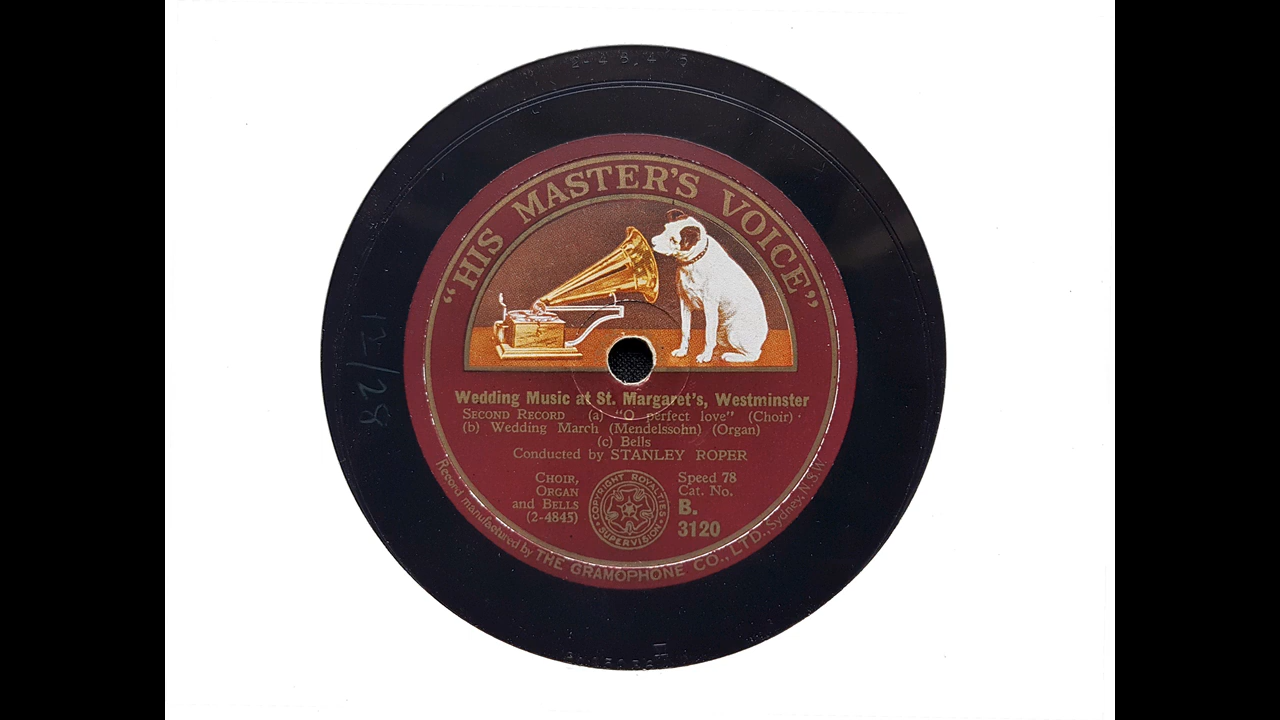 2-4845
"HIS MASTER'S VOICE"
Wedding Music at St. Margaret's, Westminster
SECOND RECORD (a) "O perfect love" (Choir)
(b) Wedding March (Mendelssohn) (Organ)
(c) Bells
Conducted by STANLEY ROPER
CHOIR,
ORGAN
and BELLS
(2-4845)
COPYRIGHT ROYALTIES
SUPERVISION
Speed 78
Cat. No.
B.
3120
Record manufactured by THE GRAMOPHONE CO., LTD., Sydney, N.S.W.